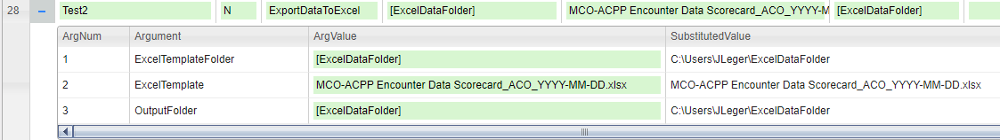 28 − Test2 N ExportDataToExcel [ExcelDataFolder] MCO-ACPP Encounter Data Scorecard_ACO_YYYY-M [ExcelDataFolder]
ArgNum Argument ArgValue SubstitutedValue
1 ExcelTemplateFolder [ExcelDataFolder] C:\Users\JLeger\ExcelDataFolder
2 ExcelTemplate MCO-ACPP Encounter Data Scorecard_ACO_YYYY-MM-DD.xlsx MCO-ACPP Encounter Data Scorecard_ACO_YYYY-MM-DD.xlsx
3 OutputFolder [ExcelDataFolder] C:\Users\JLeger\ExcelDataFolder